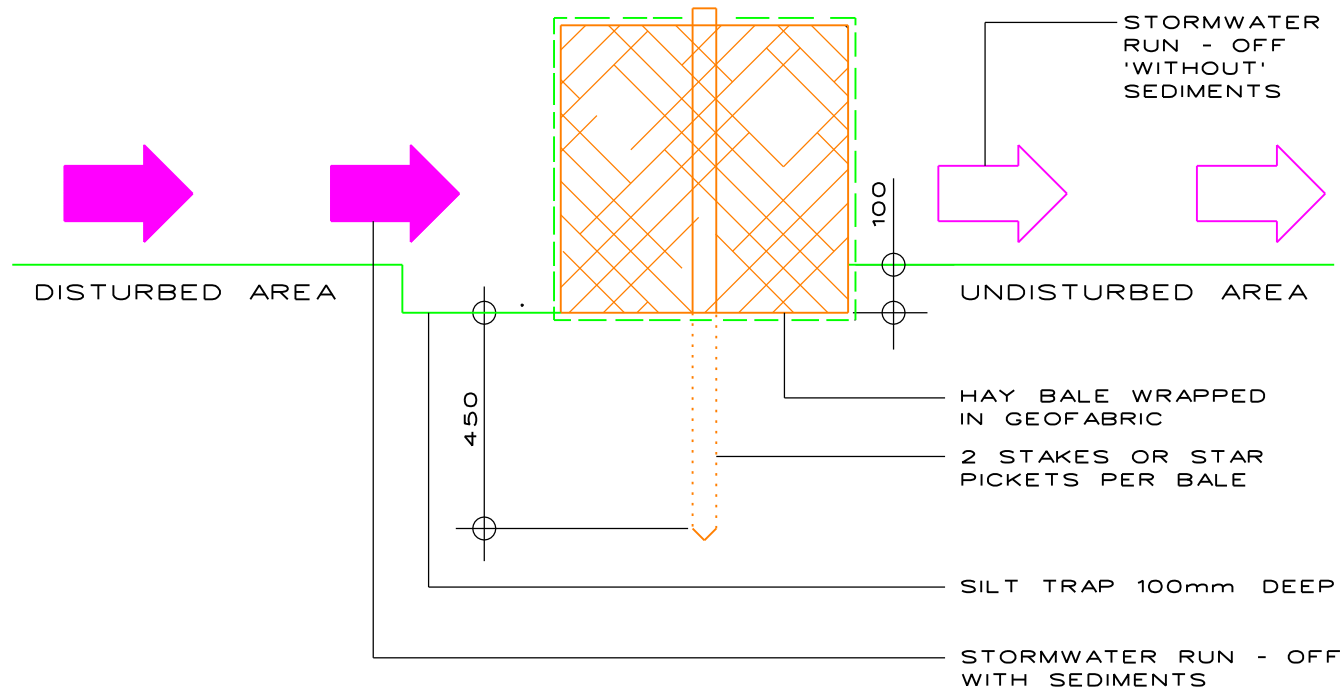 STORMWATER
RUN - OFF
'WITHOUT'
SEDIMENTS
100
DISTURBED AREA
UNDISTURBED AREA
HAY BALE WRAPPED
IN GEOFABRIC
450
2 STAKES OR STAR
PICKETS PER BALE
SILT TRAP 100mm DEEP
STORMWATER RUN - OFF
WITH SEDIMENTS